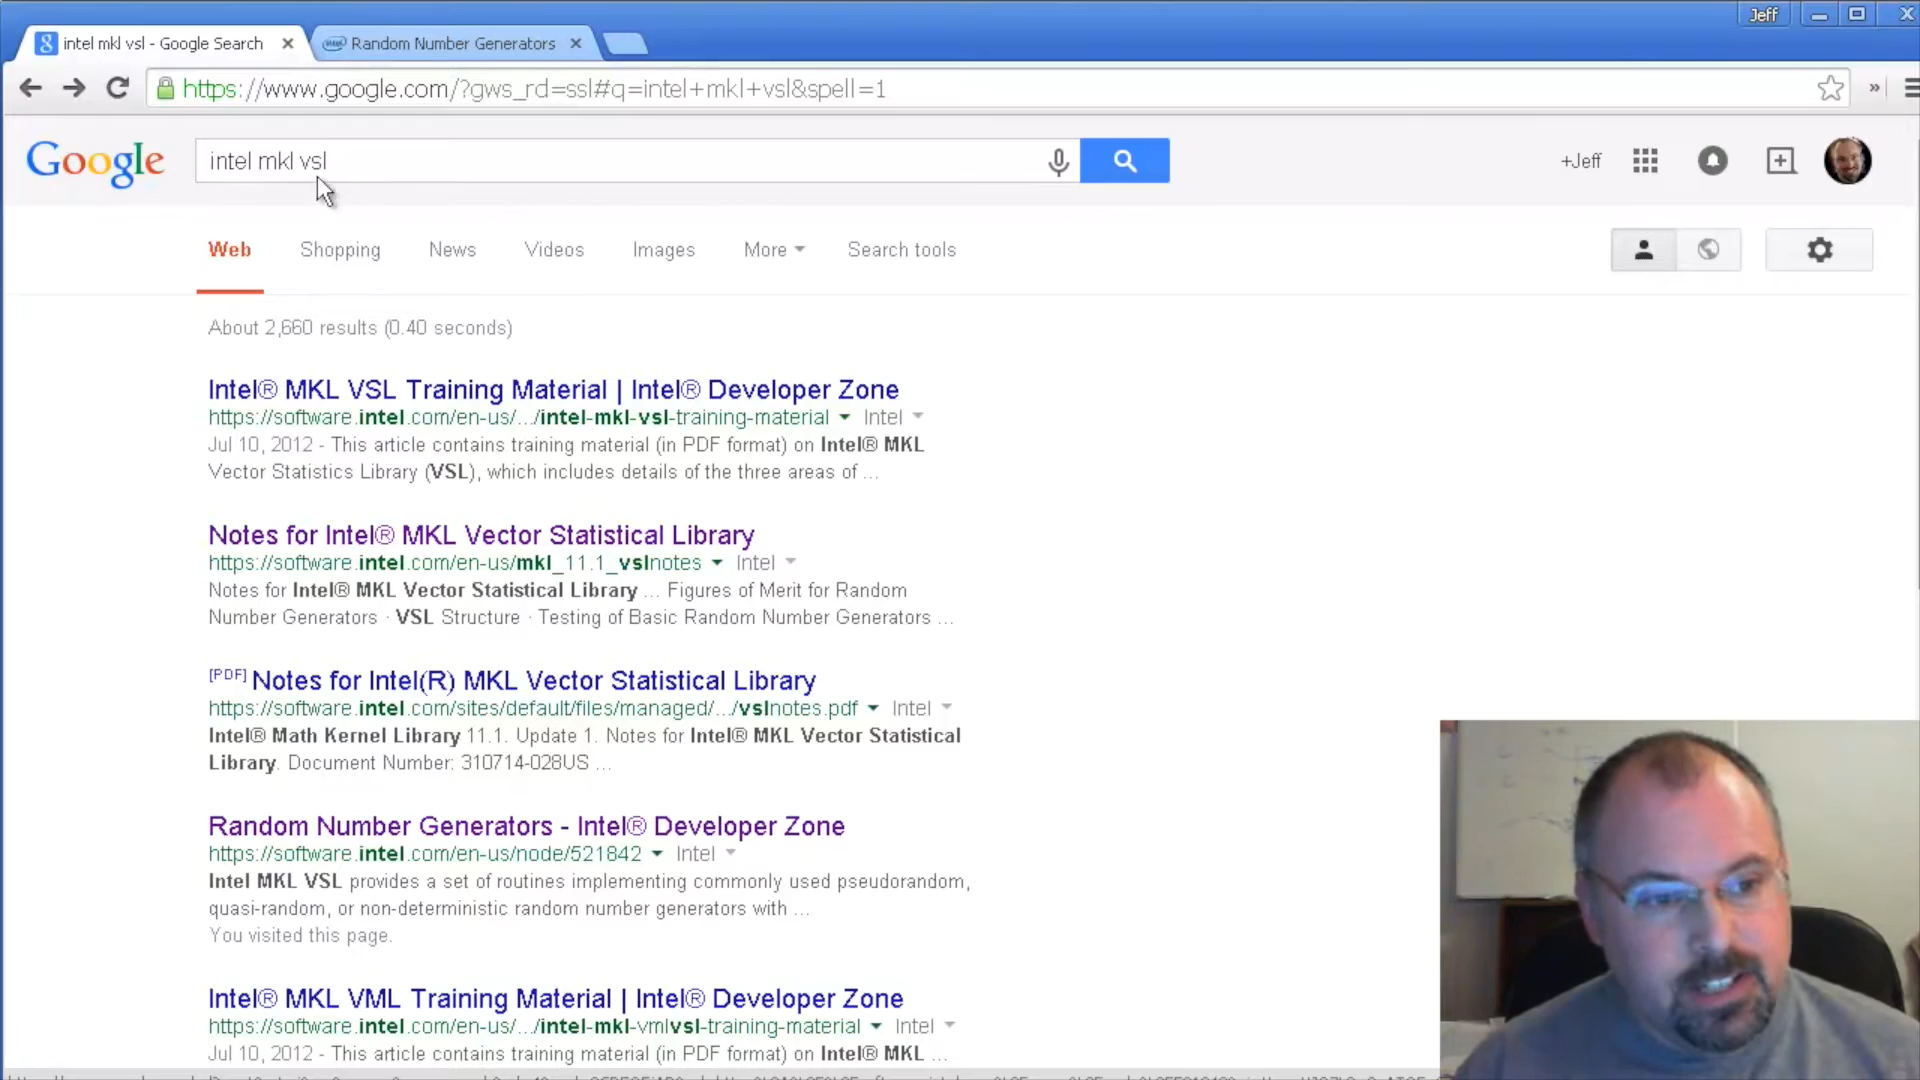 Jeff
intel mkl vsl - Google Search
Random Number Generators
https://www.google.com/?gws_rd=ssl#q=intel+mkl+vsl&spell=1
Google
intel mkl vsl
+Jeff
Web
Shopping
News
Videos
Images
More
Search tools
About 2,660 results (0.40 seconds)
Intel® MKL VSL Training Material | Intel® Developer Zone
https://software.intel.com/en-us/.../intel-mkl-vsl-training-material Intel
Jul 10, 2012 - This article contains training material (in PDF format) on Intel® MKL
Vector Statistics Library (VSL), which includes details of the three areas of ...
Notes for Intel® MKL Vector Statistical Library
https://software.intel.com/en-us/mkl_11.1_vslnotes Intel
Notes for Intel® MKL Vector Statistical Library ... Figures of Merit for Random
Number Generators · VSL Structure · Testing of Basic Random Number Generators ...
[PDF] Notes for Intel(R) MKL Vector Statistical Library
https://software.intel.com/sites/default/files/managed/.../vslnotes.pdf Intel
Intel® Math Kernel Library 11.1. Update 1. Notes for Intel® MKL Vector Statistical
Library. Document Number: 310714-028US ...
Random Number Generators - Intel® Developer Zone
https://software.intel.com/en-us/node/521842 Intel
Intel MKL VSL provides a set of routines implementing commonly used pseudorandom,
quasi-random, or non-deterministic random number generators with ...
You visited this page.
Intel® MKL VML Training Material | Intel® Developer Zone
https://software.intel.com/en-us/.../intel-mkl-vmlvsl-training-material Intel
Jul 10, 2012 - This article contains training material (in PDF format) on Intel® MKL ...